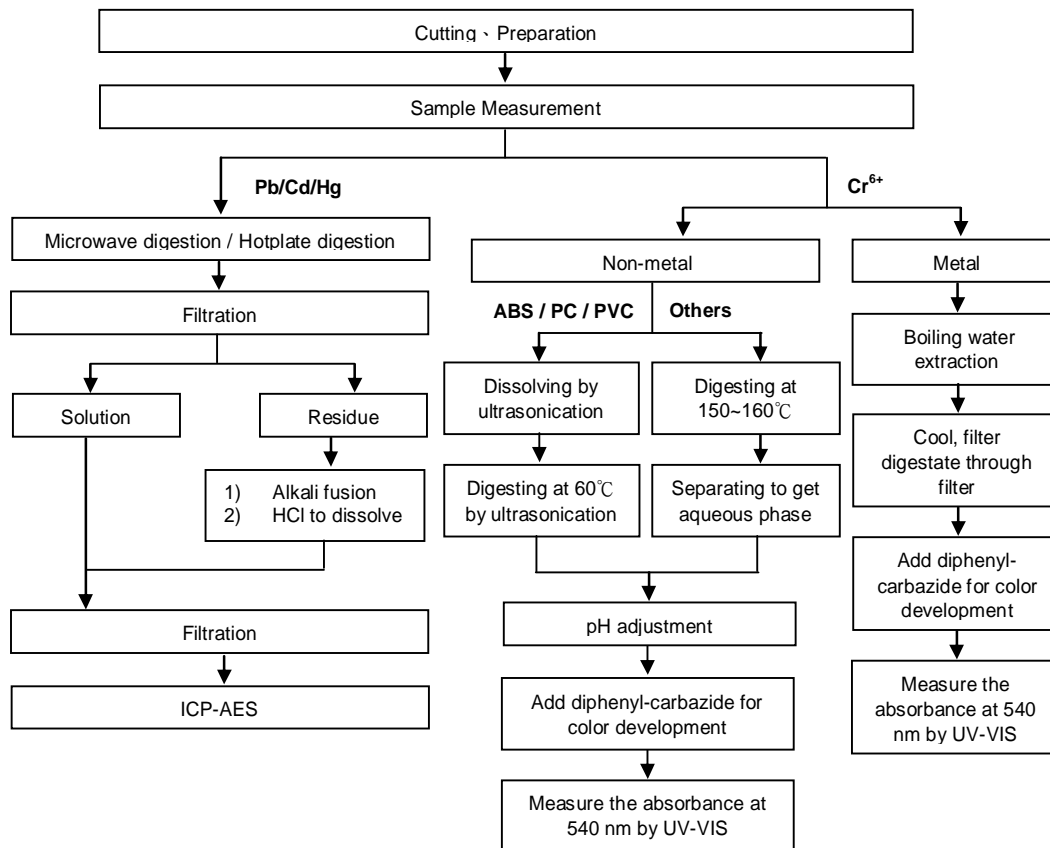 Cutting、Preparation
Sample Measurement
Pb/Cd/Hg
Cr6+
Microwave digestion / Hotplate digestion
Non-metal
Metal
Filtration
ABS / PC / PVC
Others
Boiling water
extraction
Solution
Residue
Dissolving by
ultrasonication
Digesting at
150~160℃
Cool, filter
digestate through
filter
1) Alkali fusion
2) HCl to dissolve
Digesting at 60℃
by ultrasonication
Separating to get
aqueous phase
Add diphenyl-
carbazide for color
development
Filtration
pH adjustment
ICP-AES
Add diphenyl-carbazide for
color development
Measure the
absorbance at 540
nm by UV-VIS
Measure the absorbance at
540 nm by UV-VIS